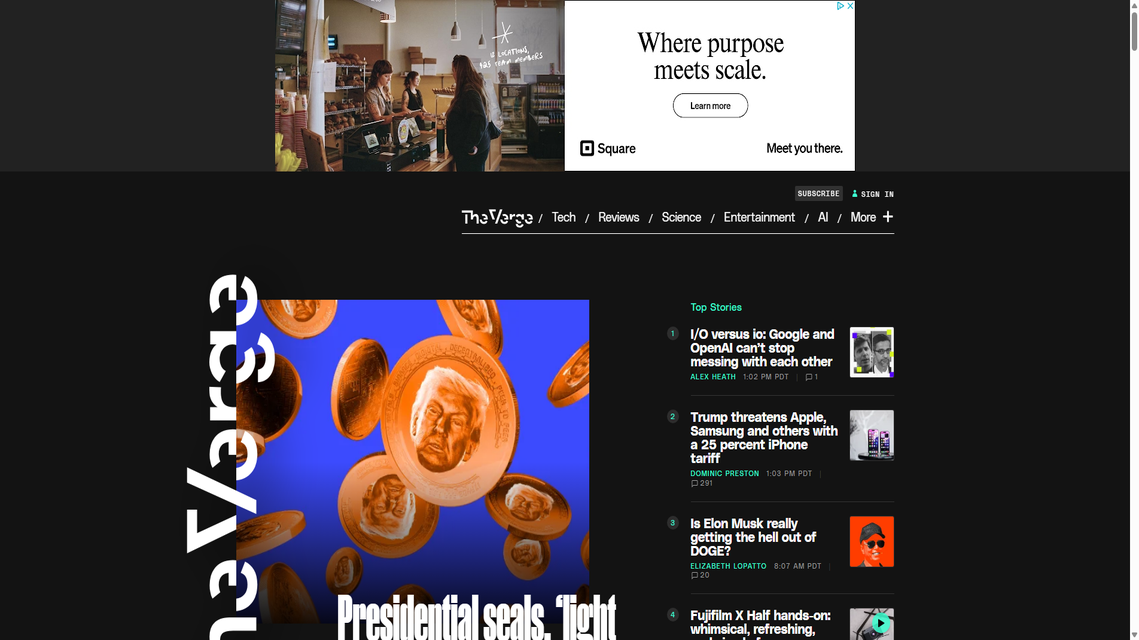 12 LOCATIONS,
Where purpose
meets scale.
Learn more
Square
Meet you there.
SUBSCRIBE
SIGN IN
The Verge / Tech / Reviews / Science / Entertainment / AI / More +
The Verge
Presidential seals, ‘light
Top Stories
1
I/O versus io: Google and
OpenAI can’t stop
messing with each other
ALEX HEATH 1:02 PM PDT | 1
2
Trump threatens Apple,
Samsung and others with
a 25 percent iPhone
tariff
DOMINIC PRESTON 1:03 PM PDT |
291
3
Is Elon Musk really
getting the hell out of
DOGE?
ELIZABETH LOPATTO 8:07 AM PDT |
20
4
Fujifilm X Half hands-on:
whimsical, refreshing,